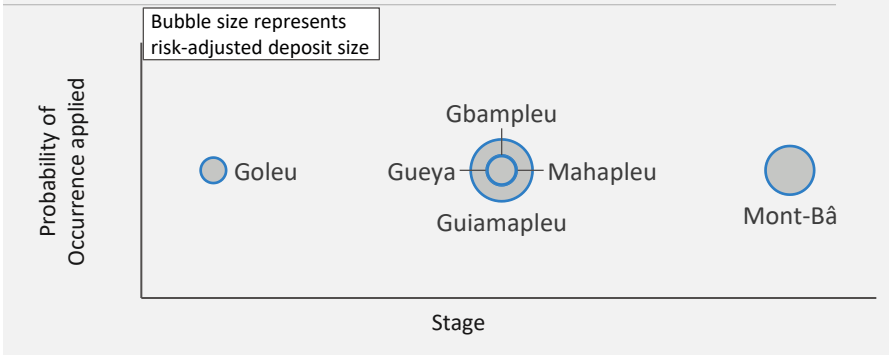 Bubble size represents
risk-adjusted deposit size
Probability of
Occurrence applied
Gbampleu
Goleu
Gueya
Mahapleu
Guiamapleu
Mont-Bâ
Stage